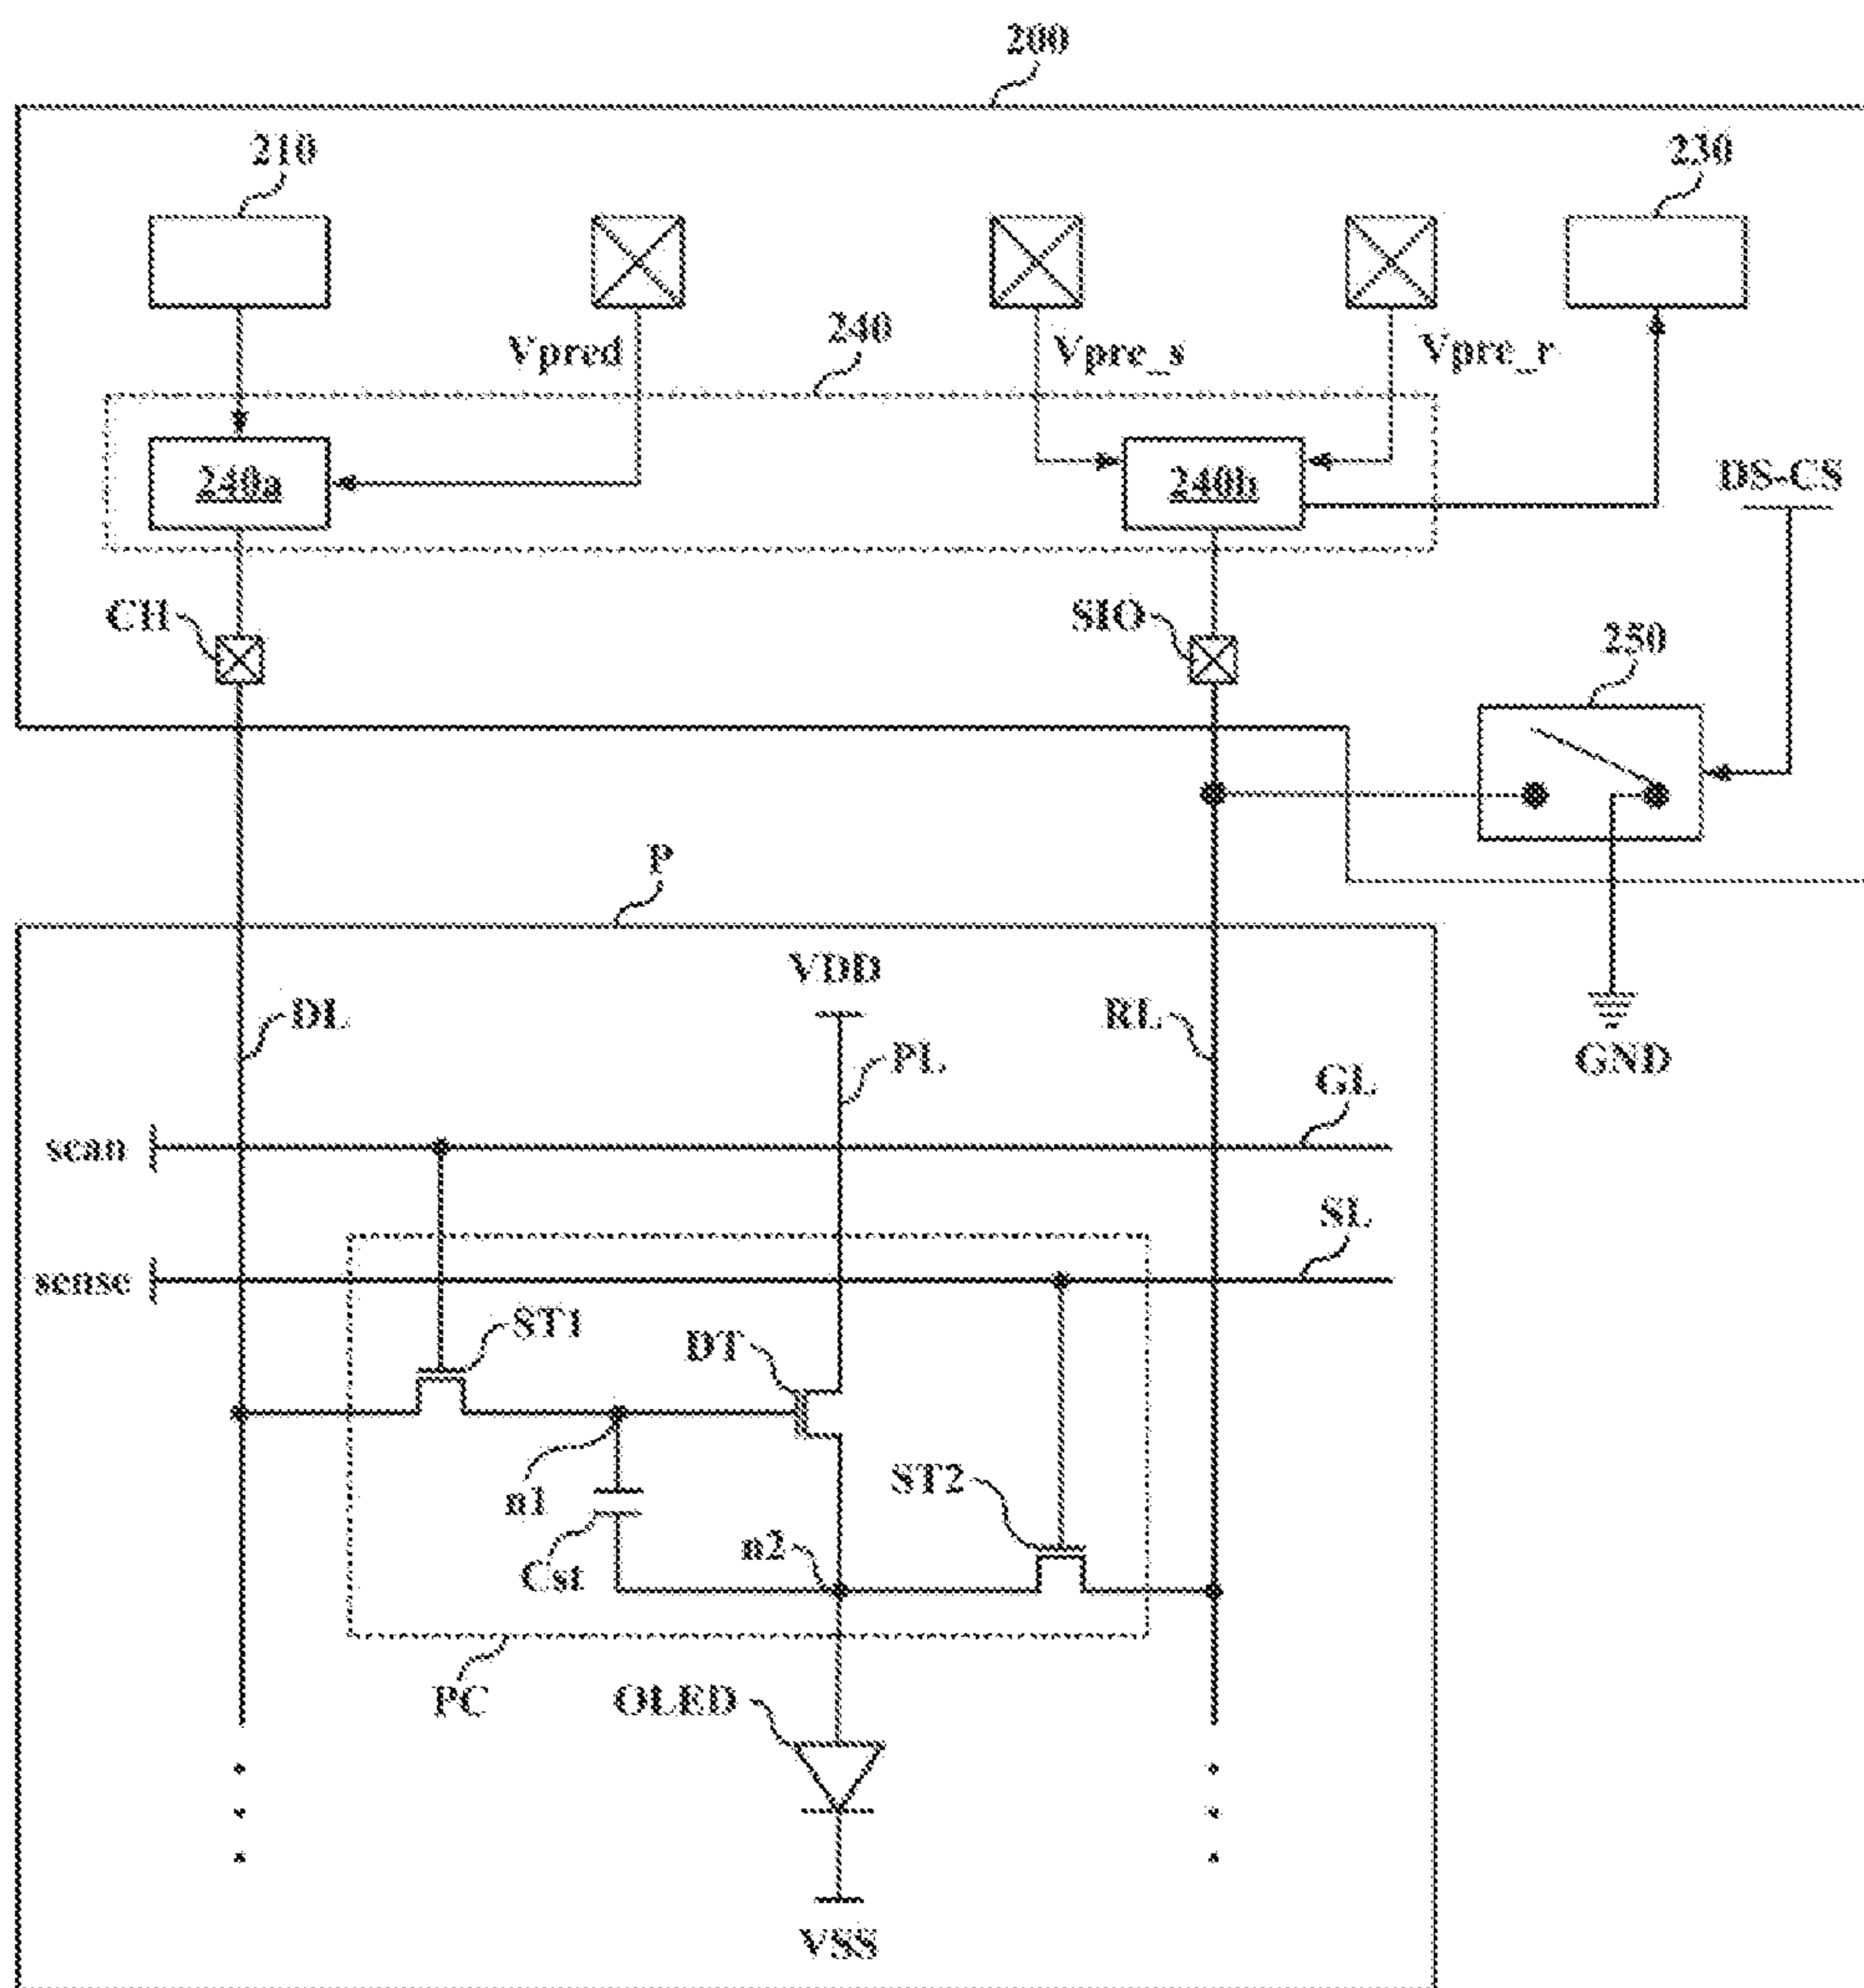 200
210
230
Vpred
240
Vpre_s
Vpre_r
240a
240b
DS-CS
CH
SIO
250
P
VDD
DL
RL
PL
GND
GL
scan
SL
sense
ST1
DT
n1
ST2
Cst
n2
PC
OLED
VSS